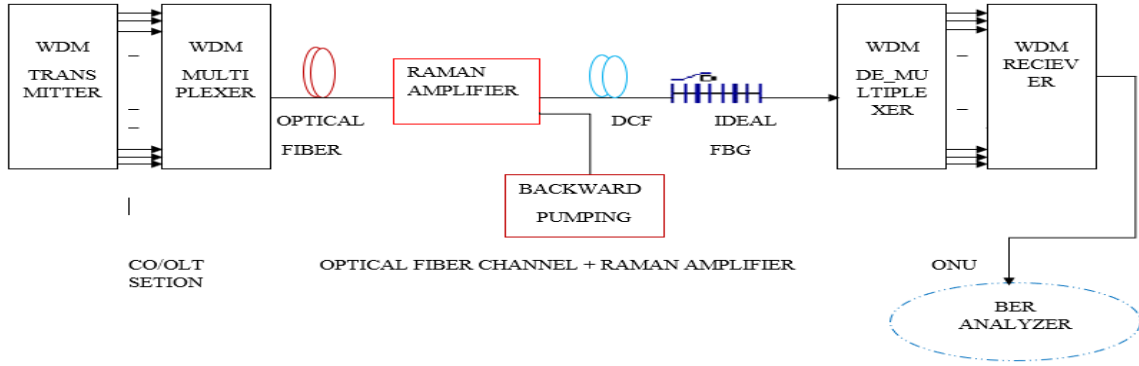 WDM
TRANS
MITTER
WDM
MULTI
PLEXER
OPTICAL
FIBER
RAMAN
AMPLIFIER
BACKWARD
PUMPING
DCF
IDEAL
FBG
WDM
DE_MU
LTIPLE
XER
WDM
RECIEV
ER
CO/OLT
SETION
OPTICAL FIBER CHANNEL + RAMAN AMPLIFIER
ONU
BER
ANALYZER